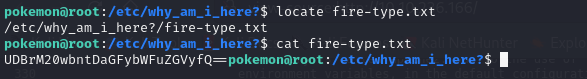 pokemon@root:/etc/why_am_i_here?$ locate fire-type.txt
/etc/why_am_i_here?/fire-type.txt
pokemon@root:/etc/why_am_i_here?$ cat fire-type.txt
UDBrM20wbntDaGFybWFuZGVyfQ==pokemon@root:/etc/why_am_i_here?$